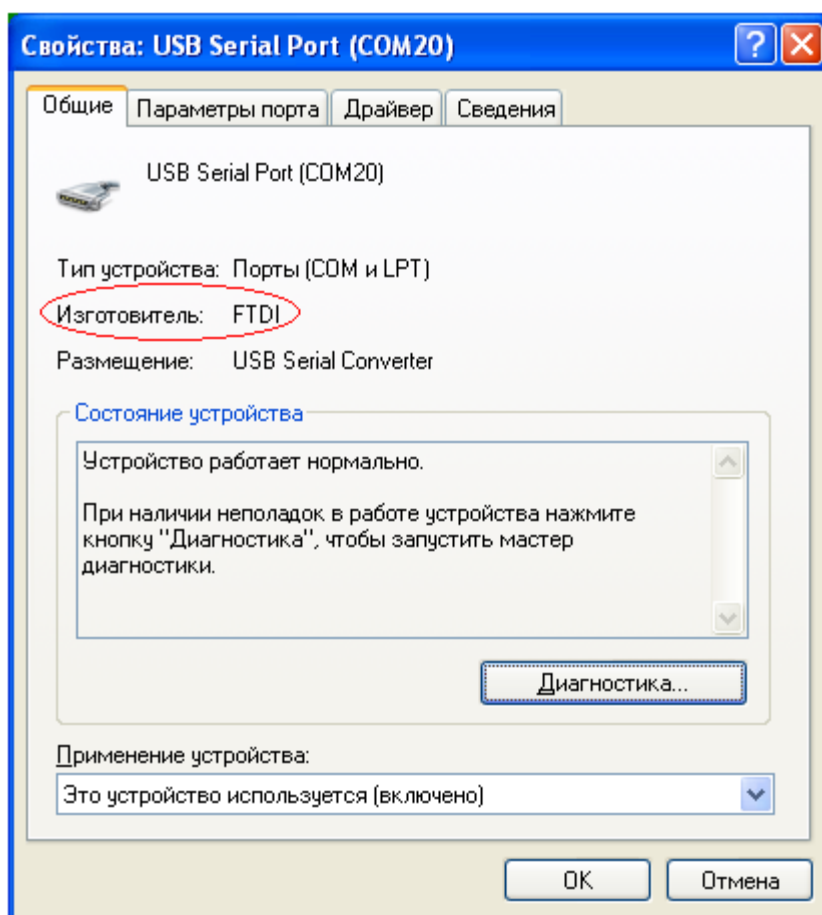 Свойства: USB Serial Port (COM20)
Общие Параметры порта Драйвер Сведения
USB Serial Port (COM20)
Тип устройства: Порты (COM и LPT)
Изготовитель: FTDI
Размещение: USB Serial Converter
Состояние устройства
Устройство работает нормально.
При наличии неполадок в работе устройства нажмите
кнопку "Диагностика", чтобы запустить мастер
диагностики.
Диагностика...
Применение устройства:
Это устройство используется (включено)
OK Отмена